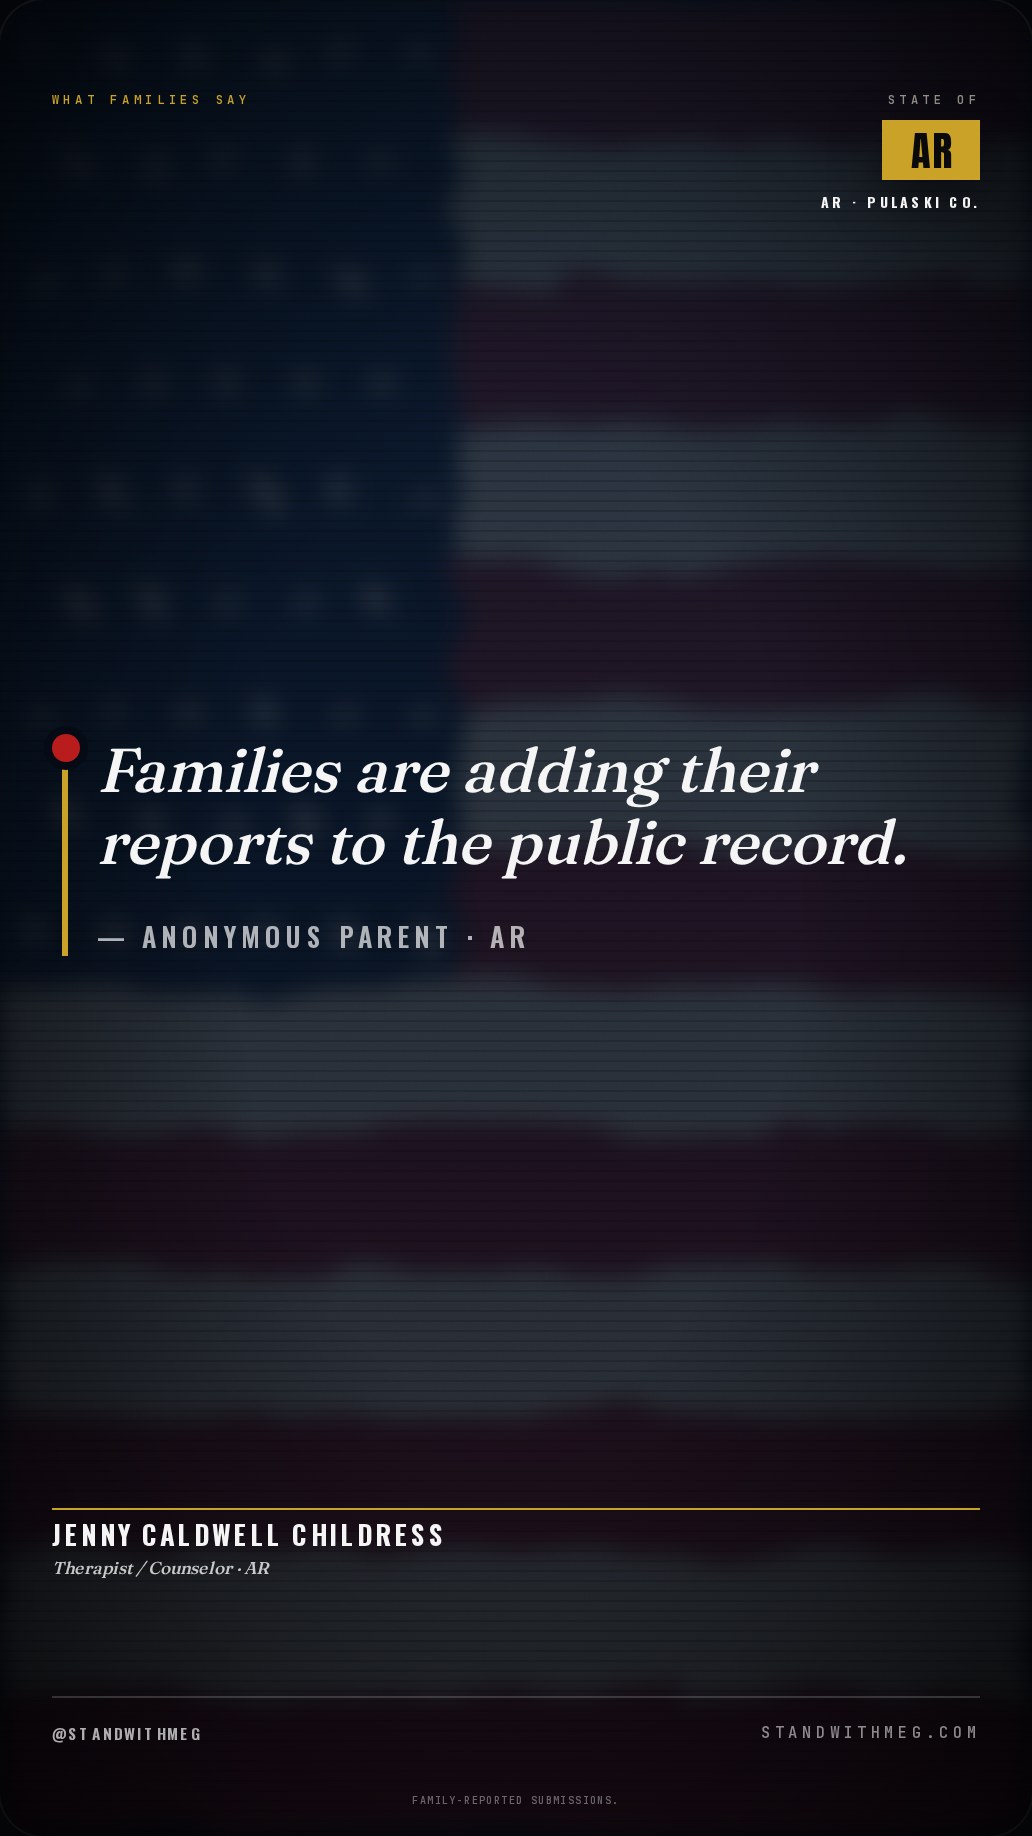 WHAT FAMILIES SAY
STATE OF
AR
AR · PULASKI CO.
Families are adding their
reports to the public record.
— ANONYMOUS PARENT · AR
JENNY CALDWELL CHILDRESS
Therapist / Counselor · AR
@STANDWITHMEG
STANDWITHMEG.COM
FAMILY-REPORTED SUBMISSIONS.